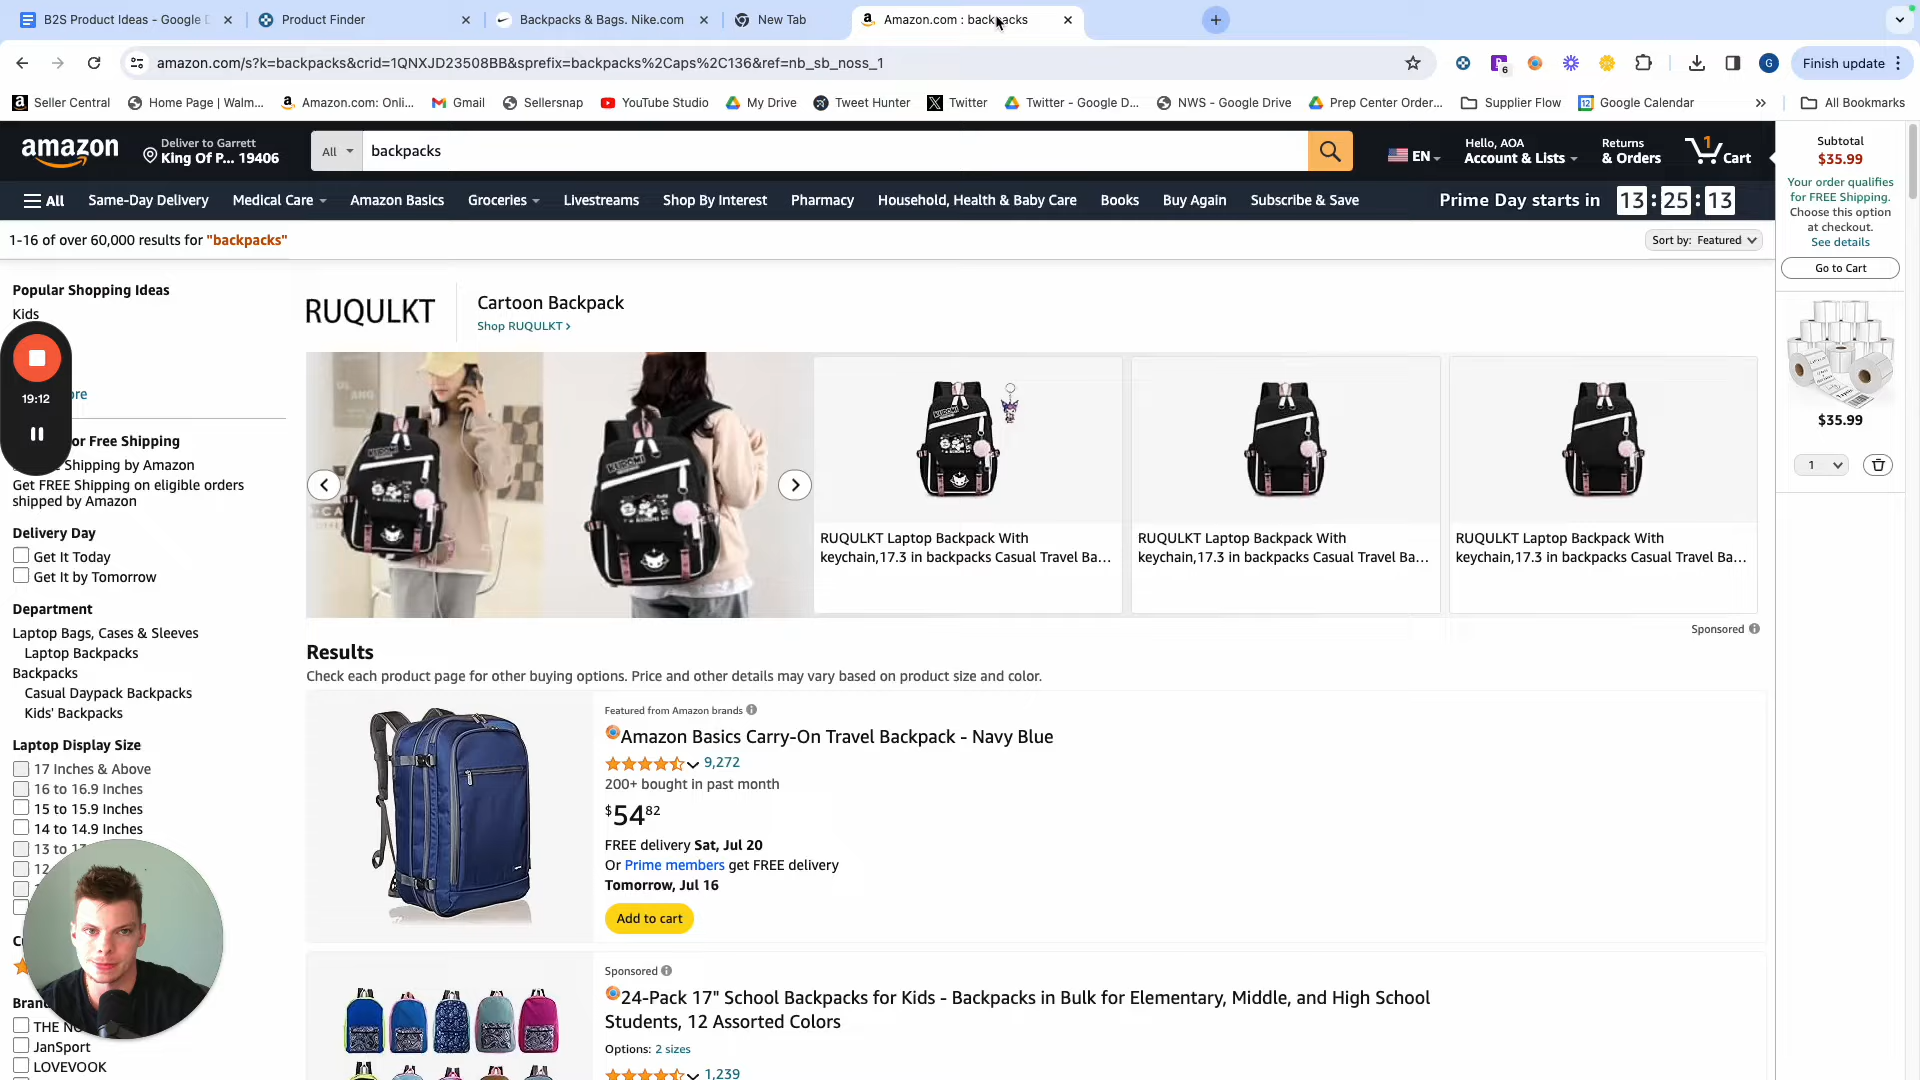 B2S Product Ideas - Google D
Product Finder
Backpacks & Bags. Nike.com
New Tab
Amazon.com : backpacks
amazon.com/s?k=backpacks&crid=1QNXJD23508BB&sprefix=backpacks%2Caps%2C136&ref=nb_sb_noss_1
6
G
Finish update
Seller Central
Home Page | Walm...
Amazon.com: Onli...
Gmail
Sellersnap
YouTube Studio
My Drive
Tweet Hunter
Twitter
Twitter - Google D...
NWS - Google Drive
Prep Center Order...
Supplier Flow
Google Calendar
All Bookmarks
amazon
Deliver to Garrett
King Of P... 19406
All
backpacks
EN
Hello, AOA
Account & Lists
Returns
& Orders
1
Cart
All
Same-Day Delivery
Medical Care
Amazon Basics
Groceries
Livestreams
Shop By Interest
Pharmacy
Household, Health & Baby Care
Books
Buy Again
Subscribe & Save
Prime Day starts in 13 : 25 : 13
Subtotal
$35.99
Your order qualifies
for FREE Shipping.
Choose this option
at checkout.
See details
Go to Cart
$35.99
1
1-16 of over 60,000 results for "backpacks"
Sort by: Featured
Popular Shopping Ideas
Kids
ore
19:12
or Free Shipping
Shipping by Amazon
Get FREE Shipping on eligible orders
shipped by Amazon
Delivery Day
Get It Today
Get It by Tomorrow
Department
Laptop Bags, Cases & Sleeves
Laptop Backpacks
Backpacks
Casual Daypack Backpacks
Kids' Backpacks
Laptop Display Size
17 Inches & Above
16 to 16.9 Inches
15 to 15.9 Inches
14 to 14.9 Inches
13 to 1
12
Bran
THE NO
JanSport
LOVEVOOK
RUQULKT
Cartoon Backpack
Shop RUQULKT ›
RUQULKT Laptop Backpack With
keychain,17.3 in backpacks Casual Travel Ba...
RUQULKT Laptop Backpack With
keychain,17.3 in backpacks Casual Travel Ba...
RUQULKT Laptop Backpack With
keychain,17.3 in backpacks Casual Travel Ba...
Sponsored
Results
Check each product page for other buying options. Price and other details may vary based on product size and color.
Featured from Amazon brands
Amazon Basics Carry-On Travel Backpack - Navy Blue
9,272
200+ bought in past month
$54 82
FREE delivery Sat, Jul 20
Or Prime members get FREE delivery
Tomorrow, Jul 16
Add to cart
Sponsored
24-Pack 17" School Backpacks for Kids - Backpacks in Bulk for Elementary, Middle, and High School
Students, 12 Assorted Colors
Options: 2 sizes
1,239